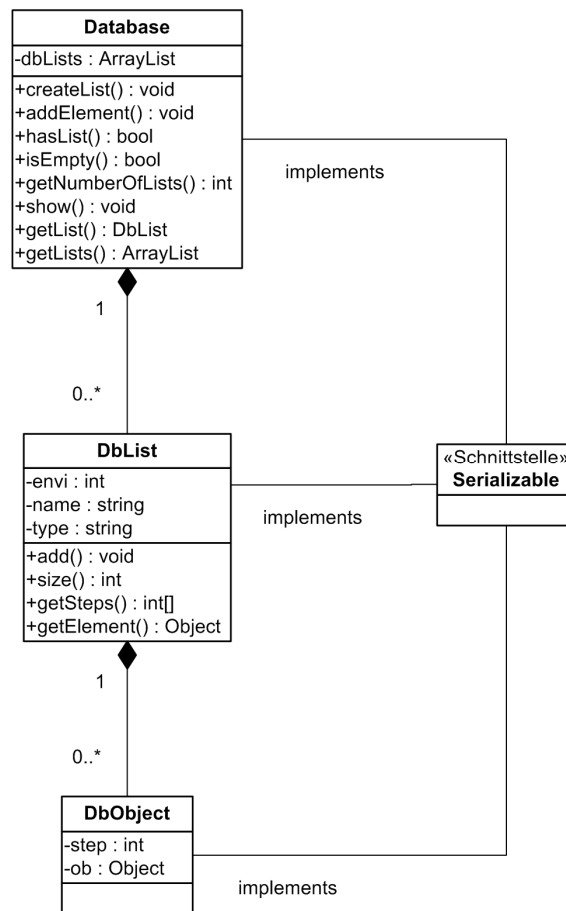 Database
-dbLists : ArrayList
+createList() : void
+addElement() : void
+hasList() : bool
+isEmpty() : bool
+getNumberOfLists() : int
+show() : void
+getList() : DbList
+getLists() : ArrayList
implements
1
0..*
DbList
-envi : int
-name : string
-type : string
+add() : void
+size() : int
+getSteps() : int[]
+getElement() : Object
implements
«Schnittstelle»
Serializable
1
0..*
DbObject
-step : int
-ob : Object
implements